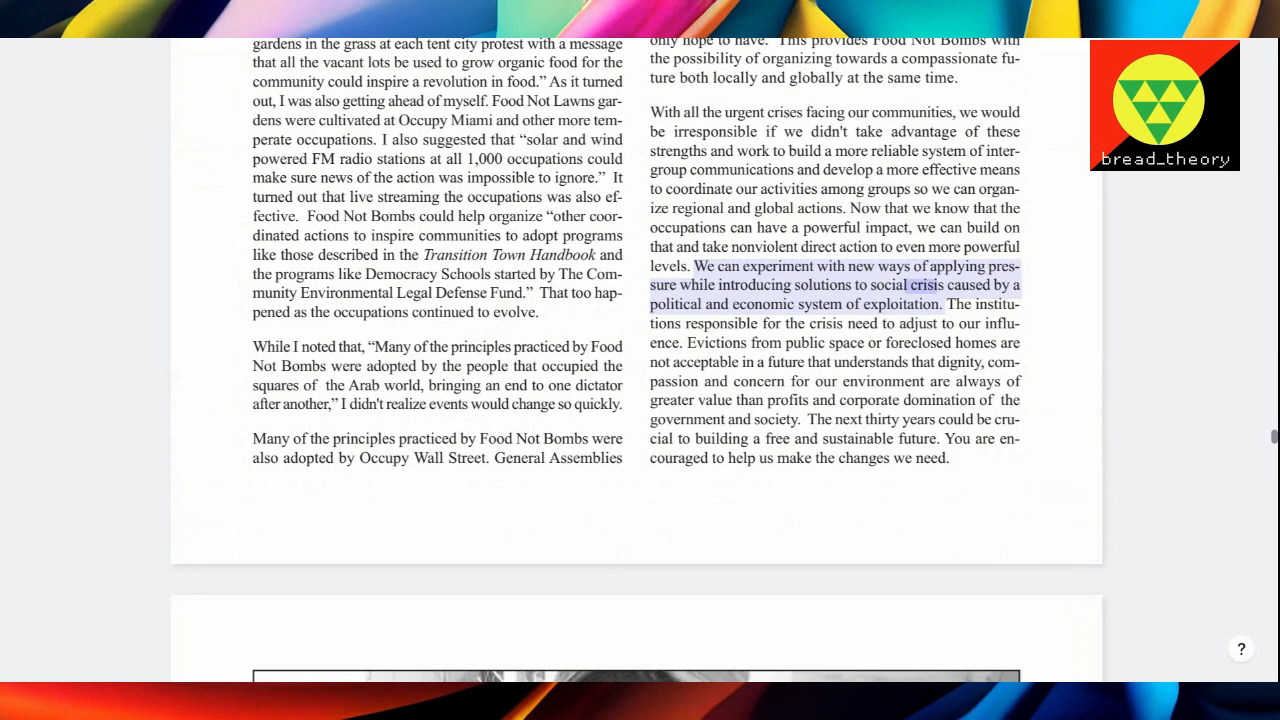 gardens in the grass at each tent city protest with a message
that all the vacant lots be used to grow organic food for the
community could inspire a revolution in food.” As it turned
out, I was also getting ahead of myself. Food Not Lawns gar-
dens were cultivated at Occupy Miami and other more tem-
perate occupations. I also suggested that “solar and wind
powered FM radio stations at all 1,000 occupations could
make sure news of the action was impossible to ignore.” It
turned out that live streaming the occupations was also ef-
fective. Food Not Bombs could help organize “other coor-
dinated actions to inspire communities to adopt programs
like those described in the Transition Town Handbook and
the programs like Democracy Schools started by The Com-
munity Environmental Legal Defense Fund.” That too hap-
pened as the occupations continued to evolve.
While I noted that, “Many of the principles practiced by Food
Not Bombs were adopted by the people that occupied the
squares of the Arab world, bringing an end to one dictator
after another,” I didn't realize events would change so quickly.
Many of the principles practiced by Food Not Bombs were
also adopted by Occupy Wall Street. General Assemblies
only hope to have. This provides Food Not Bombs with
the possibility of organizing towards a compassionate fu-
ture both locally and globally at the same time.
With all the urgent crises facing our communities, we would
be irresponsible if we didn't take advantage of these
strengths and work to build a more reliable system of inter-
group communications and develop a more effective means
to coordinate our activities among groups so we can organ-
ize regional and global actions. Now that we know that the
occupations can have a powerful impact, we can build on
that and take nonviolent direct action to even more powerful
levels. We can experiment with new ways of applying pres-
sure while introducing solutions to social crisis caused by a
political and economic system of exploitation. The institu-
tions responsible for the crisis need to adjust to our influ-
ence. Evictions from public space or foreclosed homes are
not acceptable in a future that understands that dignity, com-
passion and concern for our environment are always of
greater value than profits and corporate domination of the
government and society. The next thirty years could be cru-
cial to building a free and sustainable future. You are en-
couraged to help us make the changes we need.
bread_theory
?